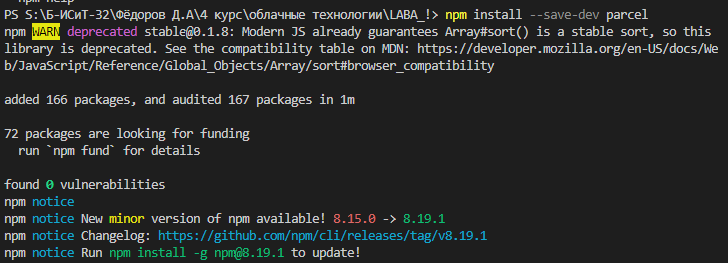 PS S:\Б-ИСиТ-32\Фёдоров Д.А\4 курс\облачные технологии\LABA_!> npm install --save-dev parcel
npm WARN deprecated stable@0.1.8: Modern JS already guarantees Array#sort() is a stable sort, so this
library is deprecated. See the compatibility table on MDN: https://developer.mozilla.org/en-US/docs/We
b/JavaScript/Reference/Global_Objects/Array/sort#browser_compatibility
added 166 packages, and audited 167 packages in 1m
72 packages are looking for funding
run `npm fund` for details
found 0 vulnerabilities
npm notice
npm notice New minor version of npm available! 8.15.0 -> 8.19.1
npm notice Changelog: https://github.com/npm/cli/releases/tag/v8.19.1
npm notice Run npm install -g npm@8.19.1 to update!